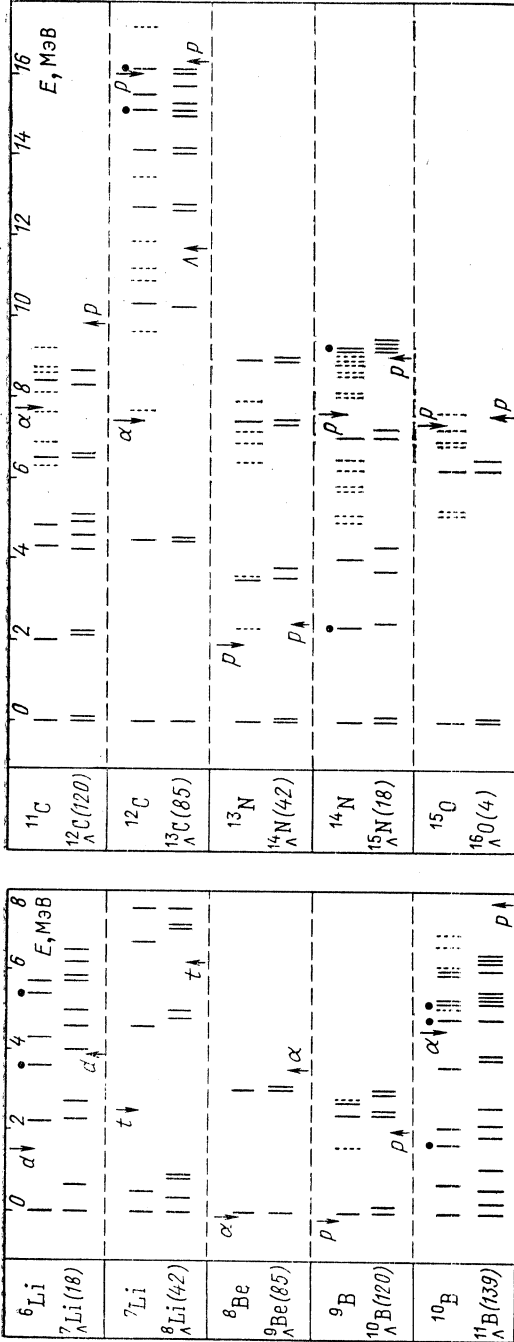 0 2 4 6 8
E, МэВ
⁶Li d
⁷ΛLi(18) d
⁷Li t
⁸ΛLi(42) t
⁸Be α
⁹ΛBe(85) α
⁹B p
¹⁰ΛB(120) p
¹⁰B α
¹¹ΛB(139) p
0 2 4 6 8 10 12 14 16
E, МэВ
¹¹C α
¹²ΛC(120) p
¹²C α p
¹³ΛC(85) Λ p
¹³N p
¹⁴ΛN(42) p
¹⁴N p
¹⁵ΛN(18) p
¹⁵O p
¹⁶ΛO(4) p